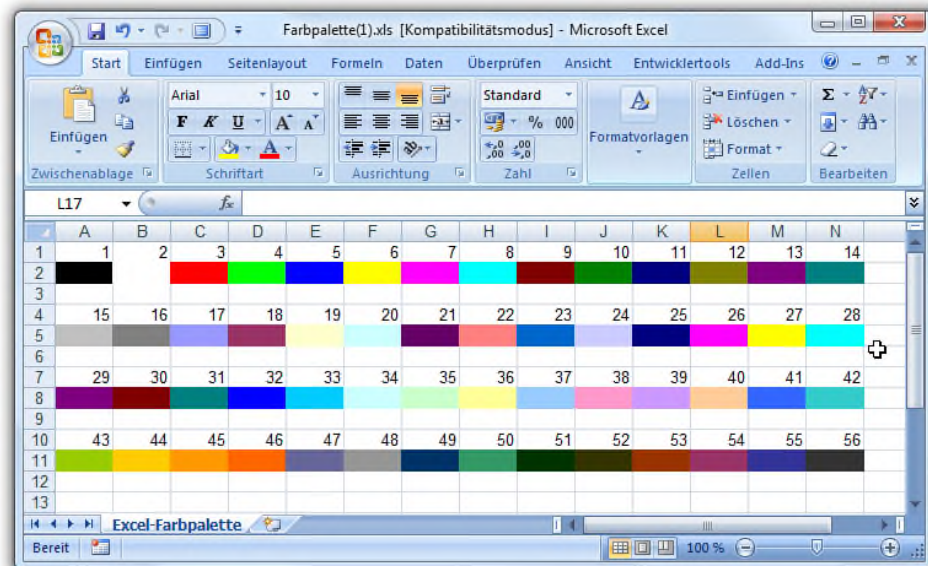 Farbpalette(1).xls [Kompatibilitätsmodus] - Microsoft Excel
Start Einfügen Seitenlayout Formeln Daten Überprüfen Ansicht Entwicklertools Add-Ins
Arial 10 Standard Einfügen
F K U A A % 000 Löschen
Einfügen A Formatvorlagen Format
Zwischenablage Schriftart Ausrichtung Zahl Zellen Bearbeiten
L17 fx
A B C D E F G H I J K L M N
1 1 2 3 4 5 6 7 8 9 10 11 12 13 14
2
3
4 15 16 17 18 19 20 21 22 23 24 25 26 27 28
5
6
7 29 30 31 32 33 34 35 36 37 38 39 40 41 42
8
9
10 43 44 45 46 47 48 49 50 51 52 53 54 55 56
11
12
13
Excel-Farbpalette
Bereit 100 %